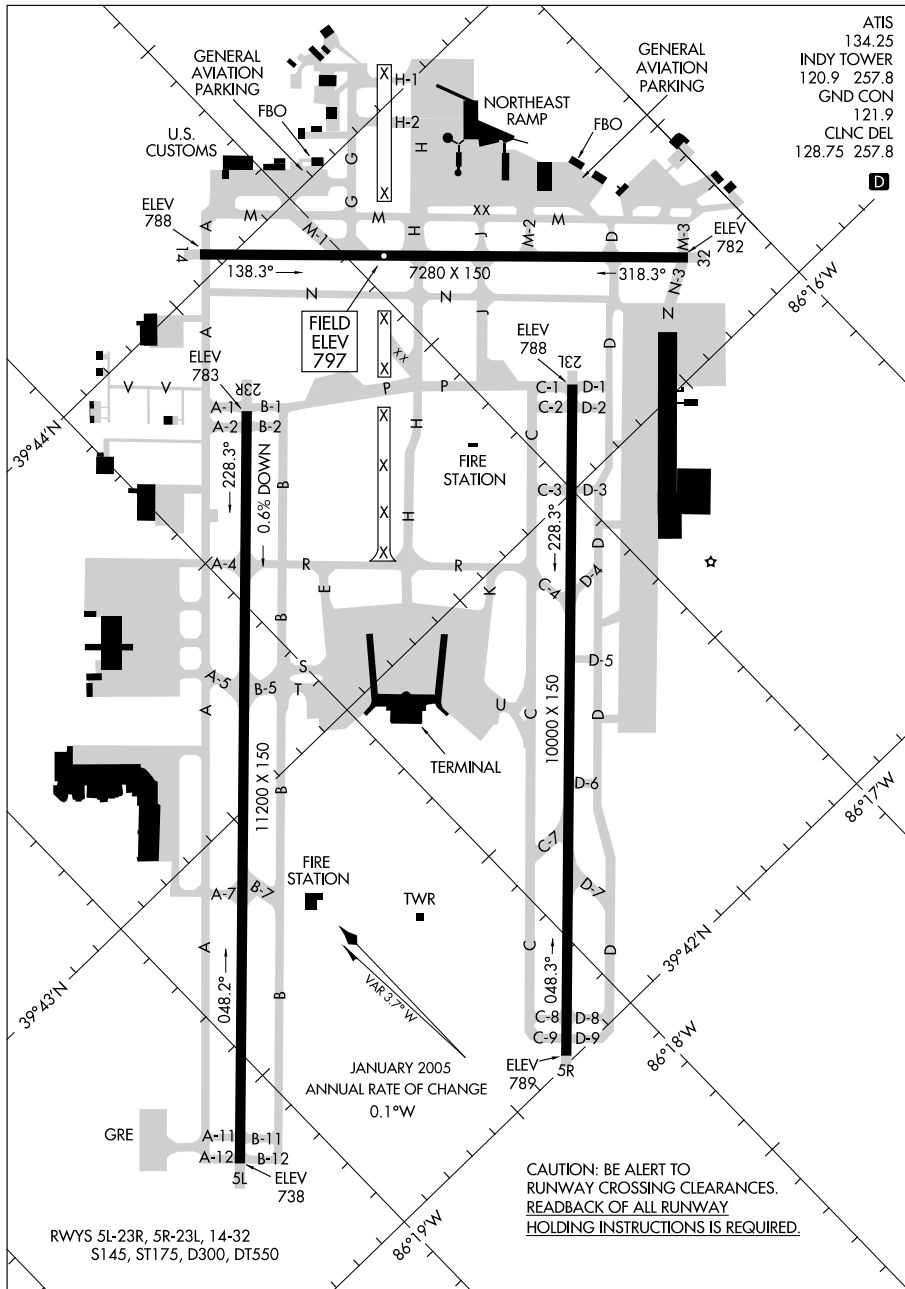 ATIS
134.25
INDY TOWER
120.9 257.8
GND CON
121.9
CLNC DEL
128.75 257.8
D
GENERAL
AVIATION
PARKING
FBO
U.S.
CUSTOMS
H-1
H-2
X
X
G
G
H
NORTHEAST
RAMP
GENERAL
AVIATION
PARKING
FBO
ELEV
788
A
M
M-1
M
H
XX
J
M-2
M
D
M-3
ELEV
782
14
138.3°
7280 X 150
318.3°
32
N-3
86°16'W
N
N
N
A
J
D
FIELD
ELEV
797
X
X
XX
ELEV
783
23R
ELEV
788
23L
V
V
P
P
A-1
B-1
A-2
B-2
C-1
D-1
C-2
D-2
39°44'N
228.3°
0.6% DOWN
B
X
X
X
X
H
H
FIRE
STATION
C
C-3
D-3
228.3°
D
A-4
R
R
E
K
C-4
D-4
B
S
A-5
B-5
T
A
U
C
D-5
D
TERMINAL
11200 X 150
10000 X 150
B
D-6
86°17'W
C-7
D-7
FIRE
STATION
TWR
A-7
B-7
A
048.2°
B
VAR 3.7° W
C
048.3°
D
39°42'N
39°43'N
C-8
D-8
C-9
D-9
ELEV
789
5R
86°18'W
JANUARY 2005
ANNUAL RATE OF CHANGE
0.1°W
GRE
A-11
B-11
A-12
B-12
5L
ELEV
738
CAUTION: BE ALERT TO
RUNWAY CROSSING CLEARANCES.
READBACK OF ALL RUNWAY
HOLDING INSTRUCTIONS IS REQUIRED.
86°19'W
RWYS 5L-23R, 5R-23L, 14-32
S145, ST175, D300, DT550